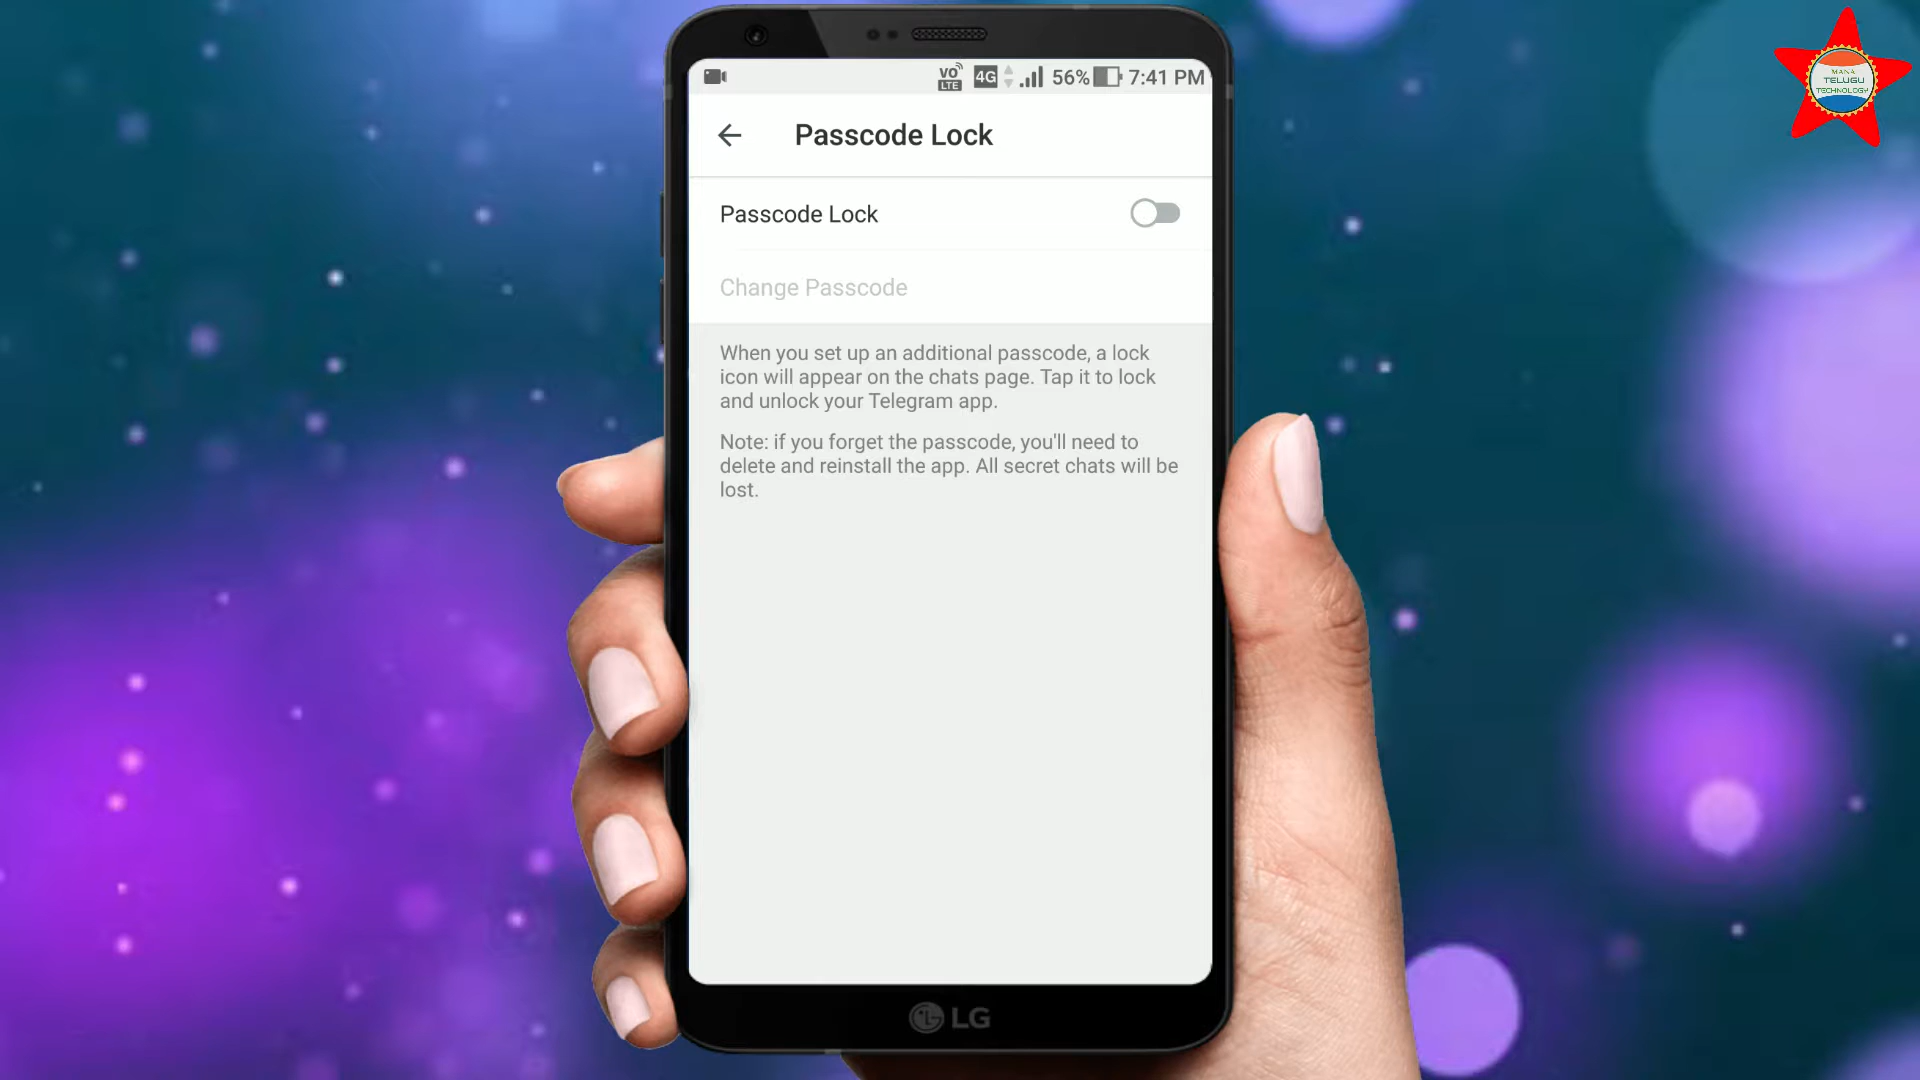 VO
LTE
4G
56%
7:41 PM
MANA
TELUGU
TECHNOLOGY
Passcode Lock
Passcode Lock
Change Passcode
When you set up an additional passcode, a lock
icon will appear on the chats page. Tap it to lock
and unlock your Telegram app.
Note: if you forget the passcode, you'll need to
delete and reinstall the app. All secret chats will be
lost.
LG